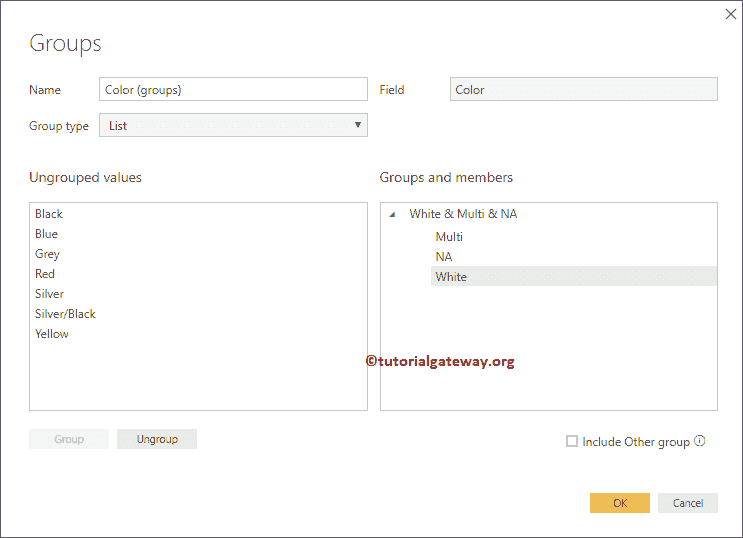 Groups
Name Color (groups) Field Color
Group type List
Ungrouped values
Black
Blue
Grey
Red
Silver
Silver/Black
Yellow
Groups and members
White & Multi & NA
Multi
NA
White
©tutorialgateway.org
Group Ungroup Include Other group
OK Cancel